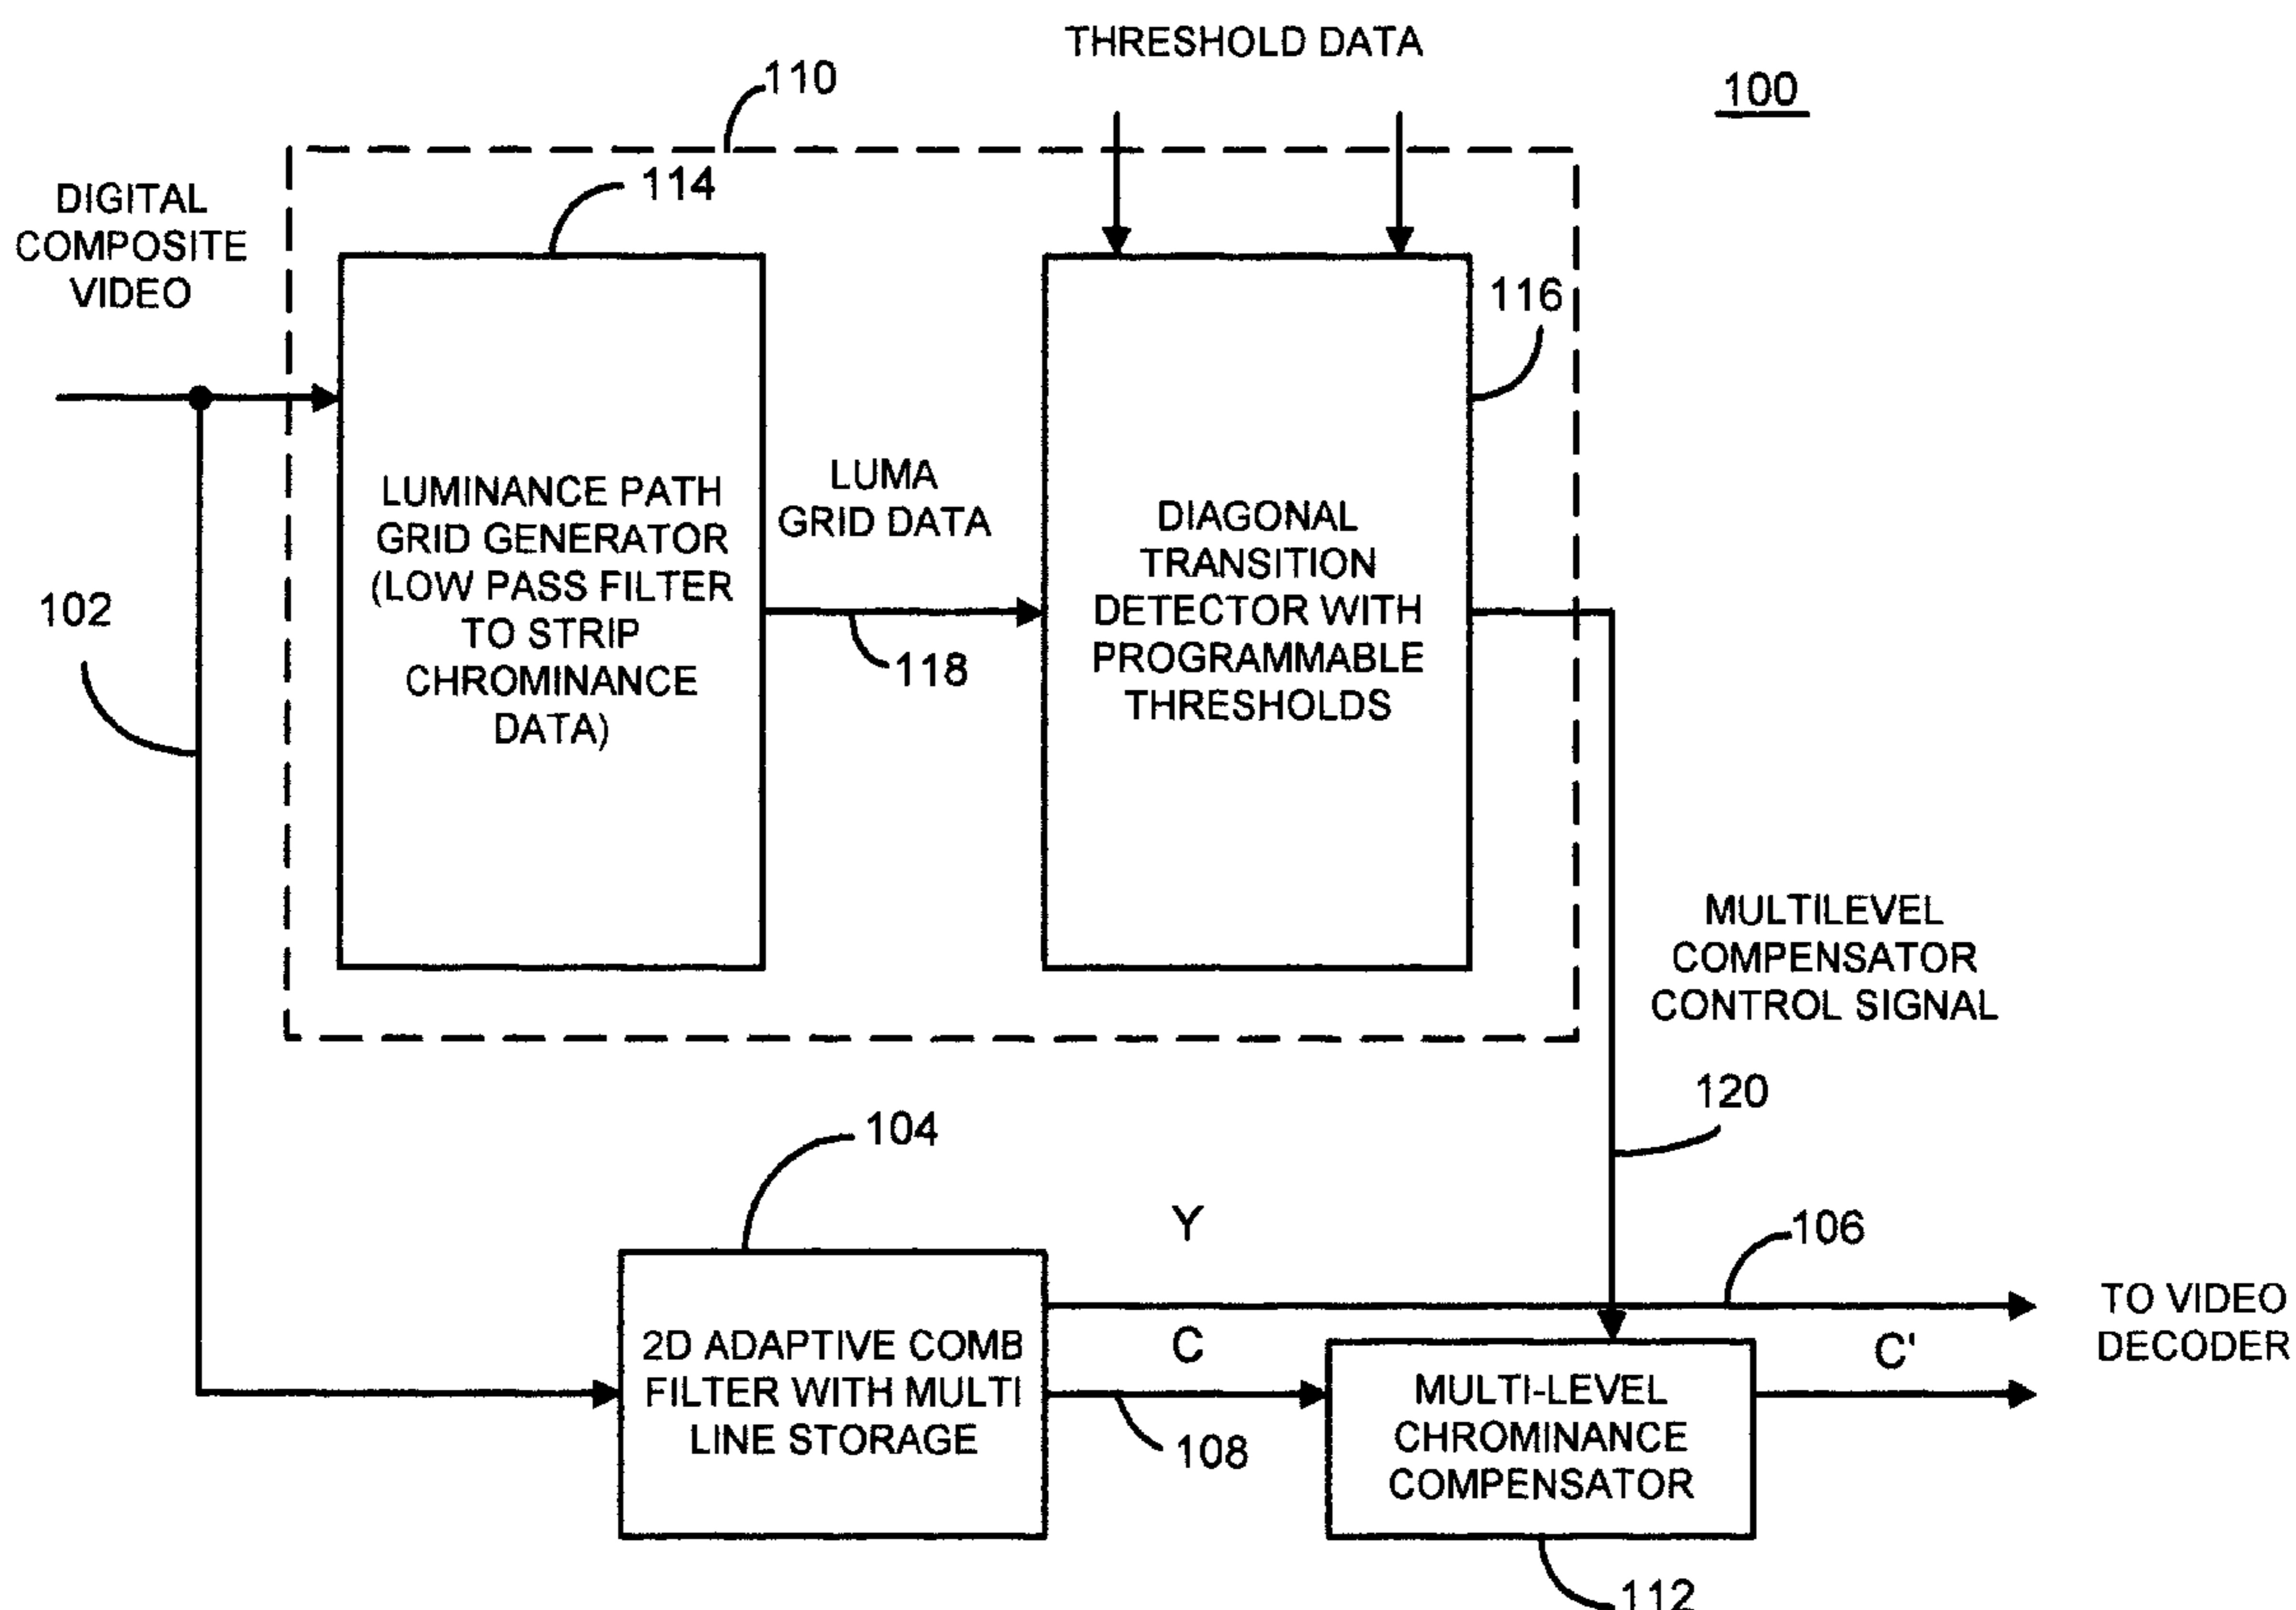 THRESHOLD DATA
110
100
114
DIGITAL
COMPOSITE
VIDEO
116
LUMINANCE PATH
GRID GENERATOR
(LOW PASS FILTER
TO STRIP
CHROMINANCE
DATA)
LUMA
GRID DATA
118
DIAGONAL
TRANSITION
DETECTOR WITH
PROGRAMMABLE
THRESHOLDS
102
MULTILEVEL
COMPENSATOR
CONTROL SIGNAL
120
104
Y
106
2D ADAPTIVE COMB
FILTER WITH MULTI
LINE STORAGE
C
108
MULTI-LEVEL
CHROMINANCE
COMPENSATOR
C'
TO VIDEO
DECODER
112